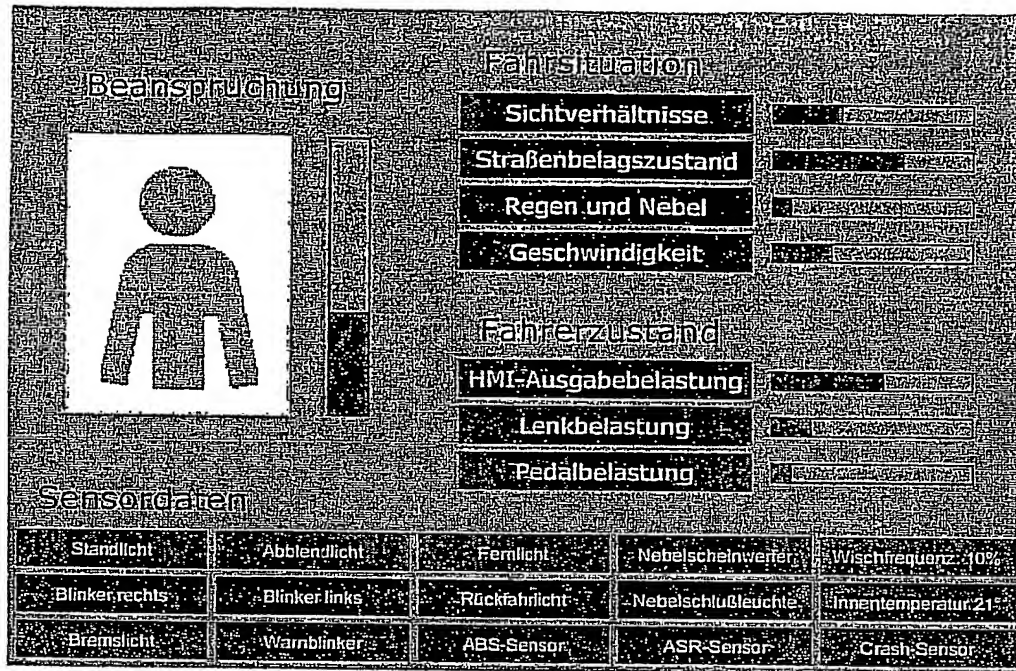 Beanspruchung
Fahrsituation
Sichtverhältnisse
Straßenbelagszustand
Regen und Nebel
Geschwindigkeit
Fahrerzustand
HMI-Ausgabebelastung
Lenkbelastung
Pedalbelastung
Sensordaten
Standlicht Abblendlicht Fernlicht Nebelscheinwerfer Wischfrequenz 10%
Blinker rechts Blinker links Rückfahrlicht Nebelschlußleuchte Innentemperatur 21°
Bremslicht Warnblinker ABS-Sensor ASR-Sensor Crash-Sensor